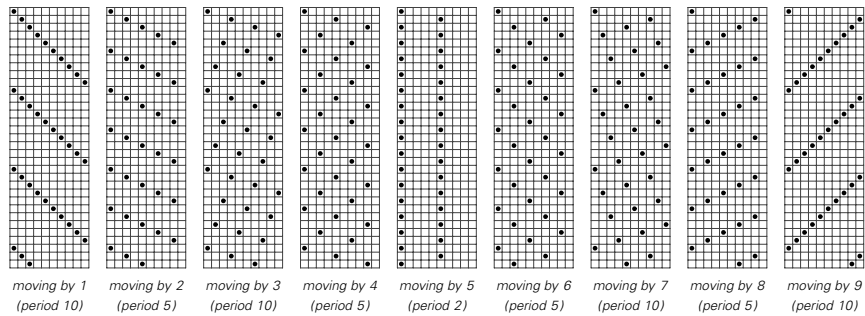 moving by 1
(period 10)
moving by 2
(period 5)
moving by 3
(period 10)
moving by 4
(period 5)
moving by 5
(period 2)
moving by 6
(period 5)
moving by 7
(period 10)
moving by 8
(period 5)
moving by 9
(period 10)